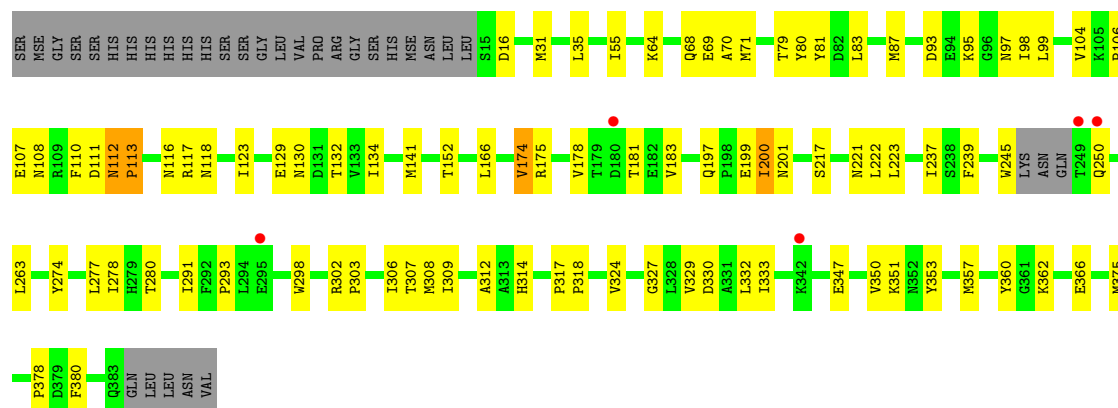 SER MSE GLY SER SER HIS HIS HIS HIS HIS HIS SER SER GLY LEU VAL PRO ARG GLY SER HIS MSE ASN LEU LEU S15 D16 M31 L35 I55 K64 Q68 E69 A70 M71 T79 Y80 Y81 D82 L83 M87 D93 E94 K95 G96 N97 I98 L99 V104 K105 P106
E107 N108 R109 F110 D111 N112 P113 N116 R117 N118 I123 E129 N130 D131 T132 V133 I134 M141 T152 L166 V174 R175 V178 T179 D180 T181 E182 V183 Q197 P198 E199 I200 N201 S217 N221 L222 L223 I237 S238 F239 W245 LYS ASN GLN T249 Q250
L263 Y274 L277 I278 H279 T280 I291 F292 P293 L294 E295 W298 R302 P303 I306 T307 M308 I309 A312 A313 H314 P317 P318 V324 G327 L328 V329 D330 A331 L332 I333 K342 E347 V350 K351 N352 Y353 M357 Y360 G361 K362 E366 M375
P378 D379 F380 Q383 GLN LEU LEU ASN VAL